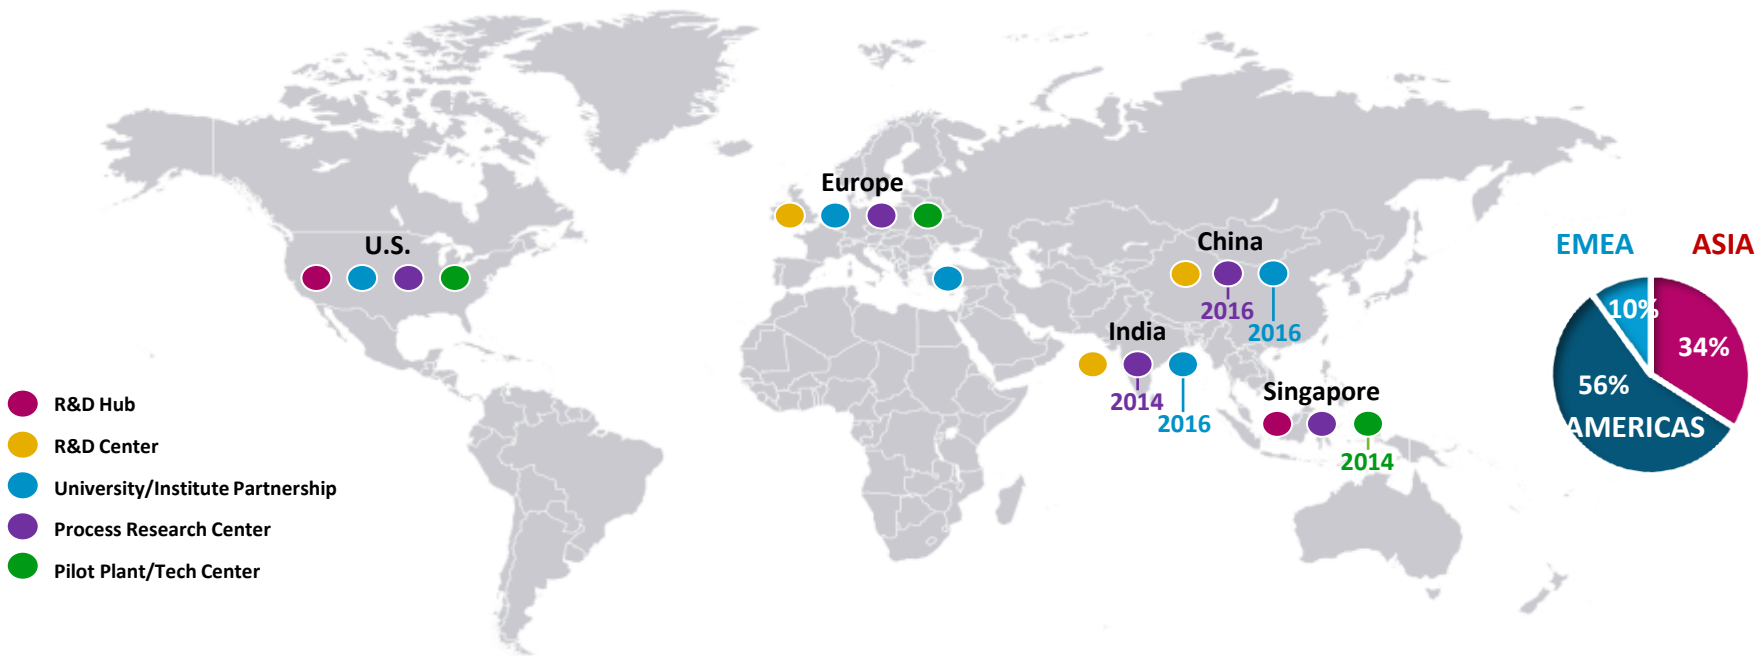 Europe
U.S.
China
2016
2016
India
2014
2016
Singapore
2014
EMEA
ASIA
10%
34%
56%
AMERICAS
R&D Hub
R&D Center
University/Institute Partnership
Process Research Center
Pilot Plant/Tech Center